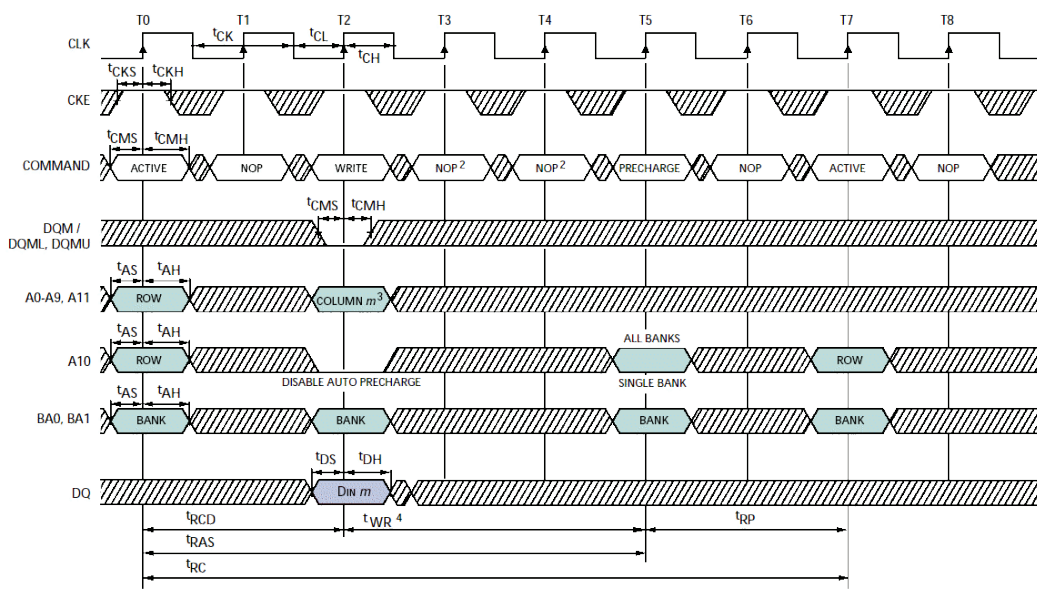 T0 T1 T2 T3 T4 T5 T6 T7 T8
CLK tCK tCL tCH
tCKS tCKH
CKE
tCMS tCMH
COMMAND ACTIVE NOP WRITE NOP 2 NOP 2 PRECHARGE NOP ACTIVE NOP
tCMS tCMH
DQM /
DQML, DQMU
tAS tAH
A0-A9, A11 ROW COLUMN m 3
tAS tAH ALL BANKS
A10 ROW ROW
DISABLE AUTO PRECHARGE SINGLE BANK
tAS tAH
BA0, BA1 BANK BANK BANK BANK
tDS tDH
DQ DIN m
tRCD tWR 4 tRP
tRAS
tRC